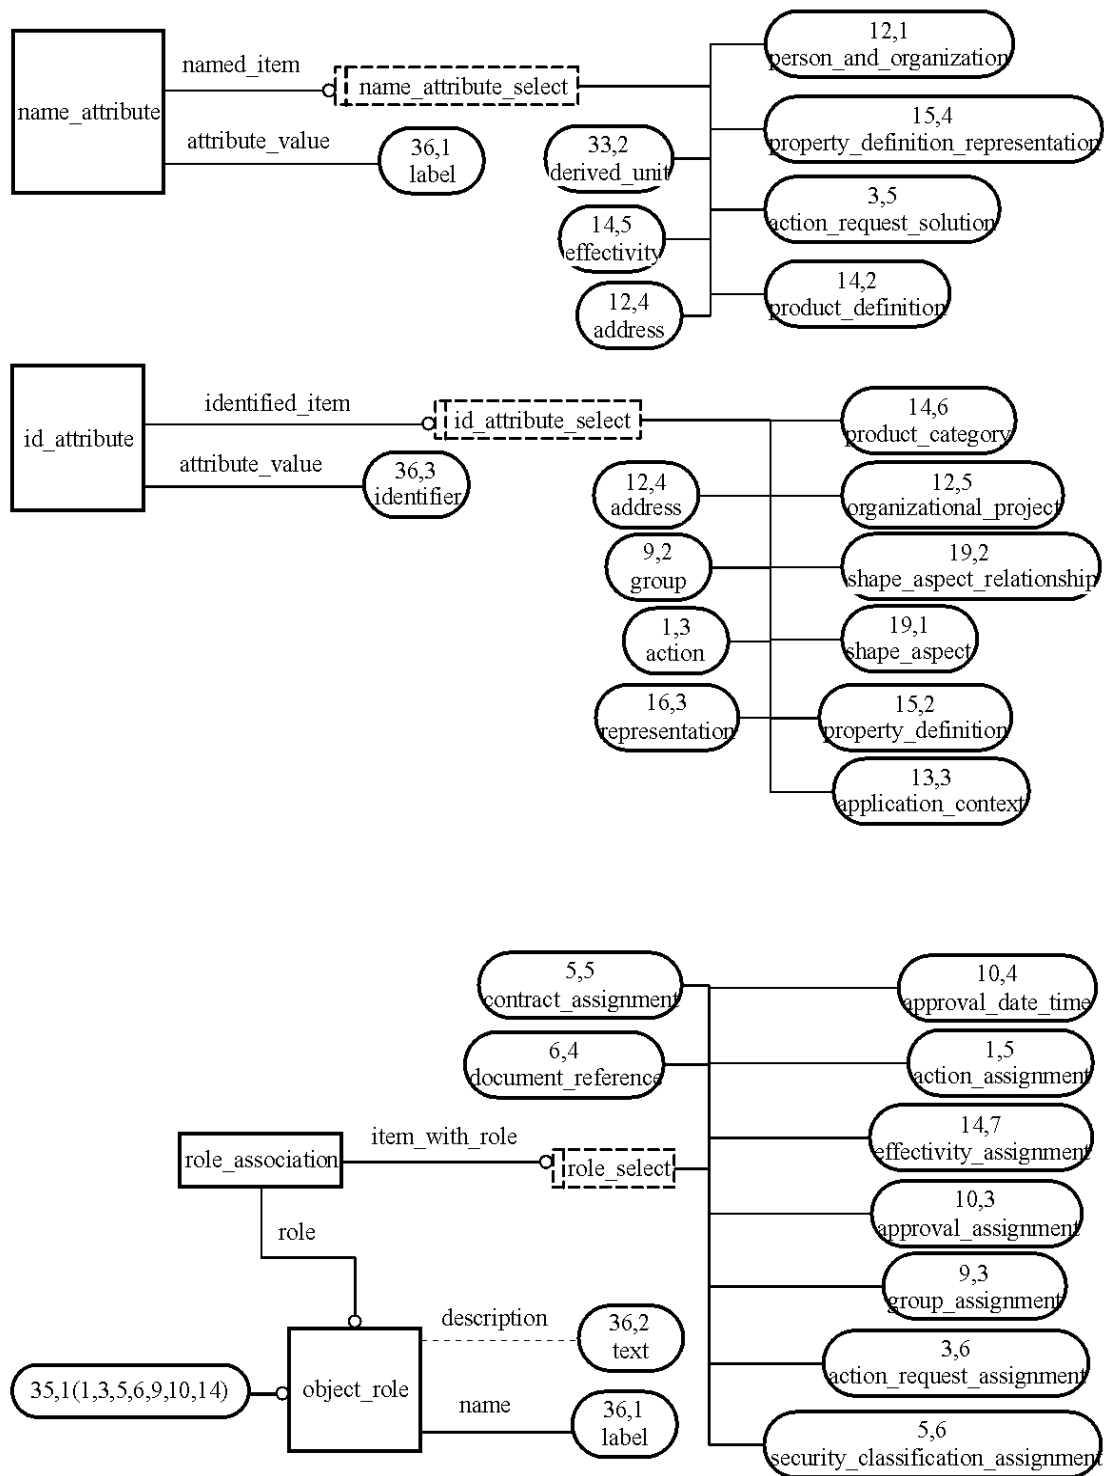 12,1
person_and_organization
named_item
name_attribute_select
name_attribute
15,4
property_definition_representation
attribute_value
36,1
label
33,2
derived_unit
3,5
action_request_solution
14,5
effectivity
14,2
product_definition
12,4
address
identified_item
id_attribute_select
id_attribute
14,6
product_category
attribute_value
36,3
identifier
12,4
address
12,5
organizational_project
9,2
group
19,2
shape_aspect_relationship
1,3
action
19,1
shape_aspect
16,3
representation
15,2
property_definition
13,3
application_context
5,5
contract_assignment
10,4
approval_date_time
6,4
document_reference
1,5
action_assignment
item_with_role
role_association
role_select
14,7
effectivity_assignment
role
10,3
approval_assignment
9,3
group_assignment
description
36,2
text
3,6
action_request_assignment
35,1(1,3,5,6,9,10,14)
object_role
name
36,1
label
5,6
security_classification_assignment